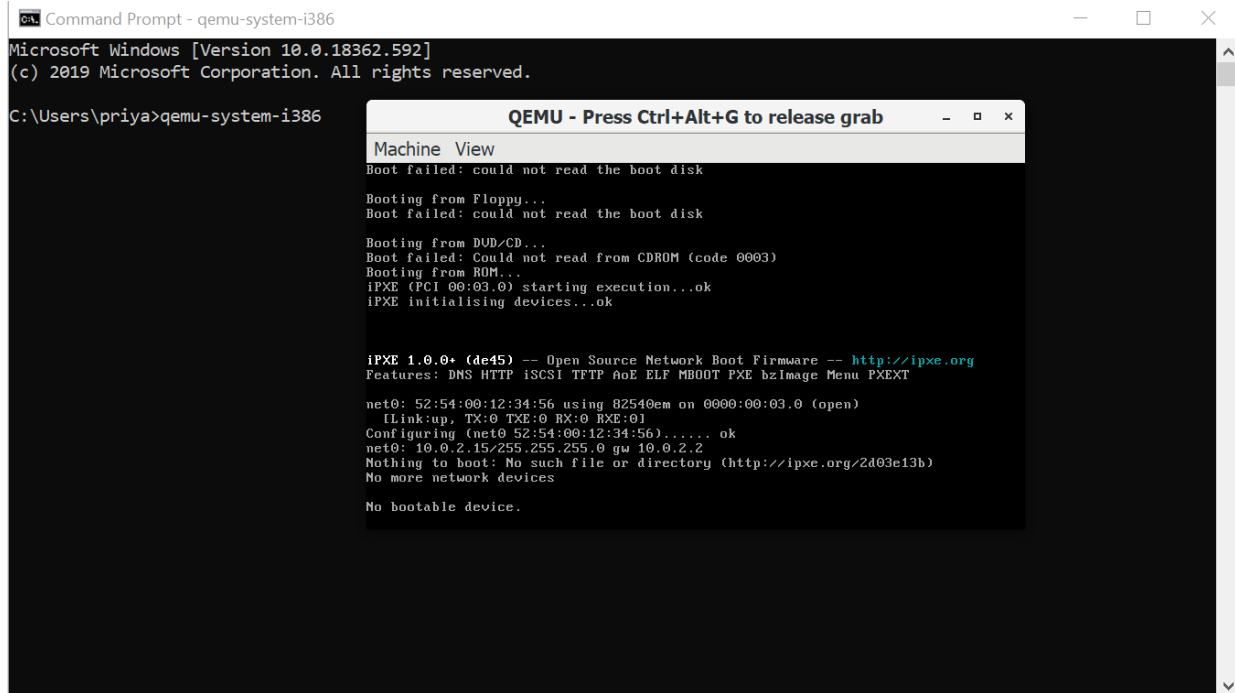 Command Prompt - qemu-system-i386
Microsoft Windows [Version 10.0.18362.592]
(c) 2019 Microsoft Corporation. All rights reserved.
C:\Users\priya>qemu-system-i386
QEMU - Press Ctrl+Alt+G to release grab
Machine View
Boot failed: could not read the boot disk
Booting from Floppy...
Boot failed: could not read the boot disk
Booting from DVD/CD...
Boot failed: Could not read from CDROM (code 0003)
Booting from ROM...
iPXE (PCI 00:03.0) starting execution...ok
iPXE initialising devices...ok
iPXE 1.0.0+ (de45) -- Open Source Network Boot Firmware -- http://ipxe.org
Features: DNS HTTP iSCSI TFTP AoE ELF MBOOT PXE bzImage Menu PXEXT
net0: 52:54:00:12:34:56 using 82540em on 0000:00:03.0 (open)
[Link:up, TX:0 TXE:0 RX:0 RXE:0]
Configuring (net0 52:54:00:12:34:56)...... ok
net0: 10.0.2.15/255.255.255.0 gw 10.0.2.2
Nothing to boot: No such file or directory (http://ipxe.org/2d03e13b)
No more network devices
No bootable device.